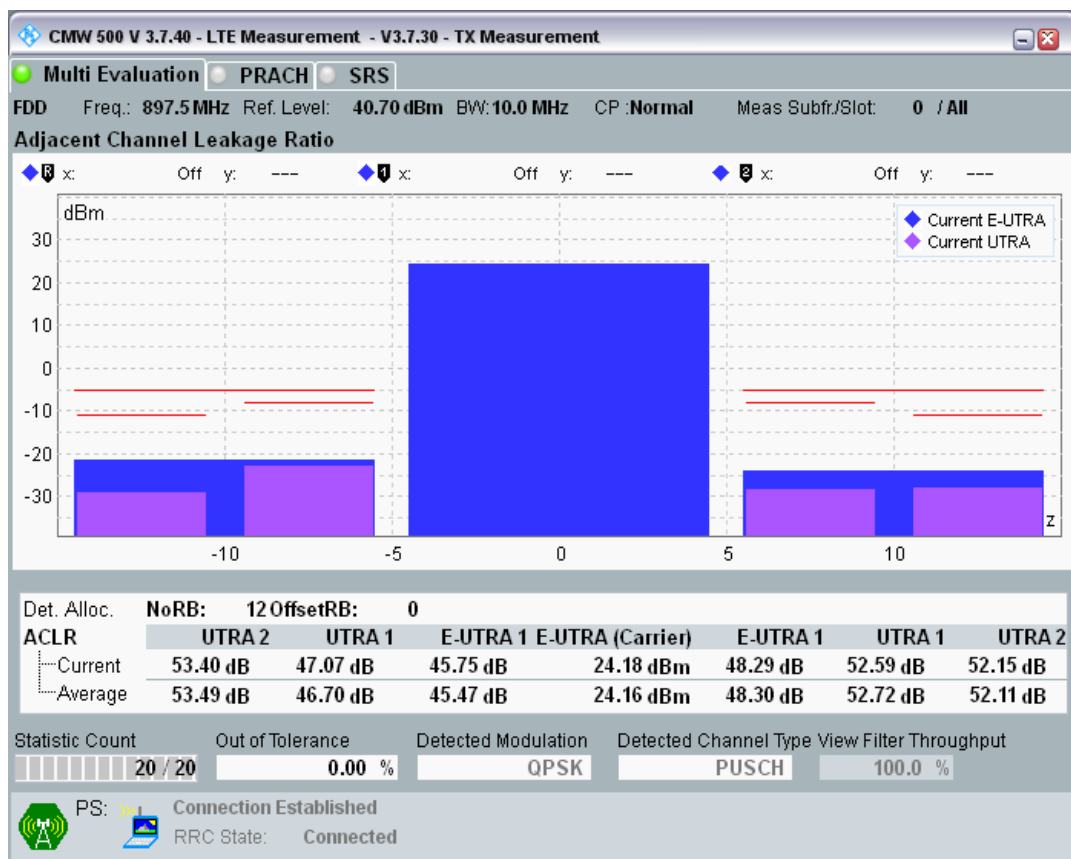 CMW 500 V 3.7.40 - LTE Measurement - V3.7.30 - TX Measurement
Multi Evaluation PRACH SRS
FDD Freq.: 897.5 MHz Ref. Level: 40.70 dBm BW: 10.0 MHz CP :Normal Meas Subfr./Slot: 0 / All
Adjacent Channel Leakage Ratio
R x: Off y: --- 1 x: Off y: --- 2 x: Off y: ---
dBm
Current E-UTRA
Current UTRA
30
20
10
0
-10
-20
-30
z
-10 -5 0 5 10
Det. Alloc. NoRB: 12 OffsetRB: 0
ACLR UTRA 2 UTRA 1 E-UTRA 1 E-UTRA (Carrier) E-UTRA 1 UTRA 1 UTRA 2
Current 53.40 dB 47.07 dB 45.75 dB 24.18 dBm 48.29 dB 52.59 dB 52.15 dB
Average 53.49 dB 46.70 dB 45.47 dB 24.16 dBm 48.30 dB 52.72 dB 52.11 dB
Statistic Count Out of Tolerance Detected Modulation Detected Channel Type View Filter Throughput
20 / 20 0.00 % QPSK PUSCH 100.0 %
PS: Connection Established
RRC State: Connected